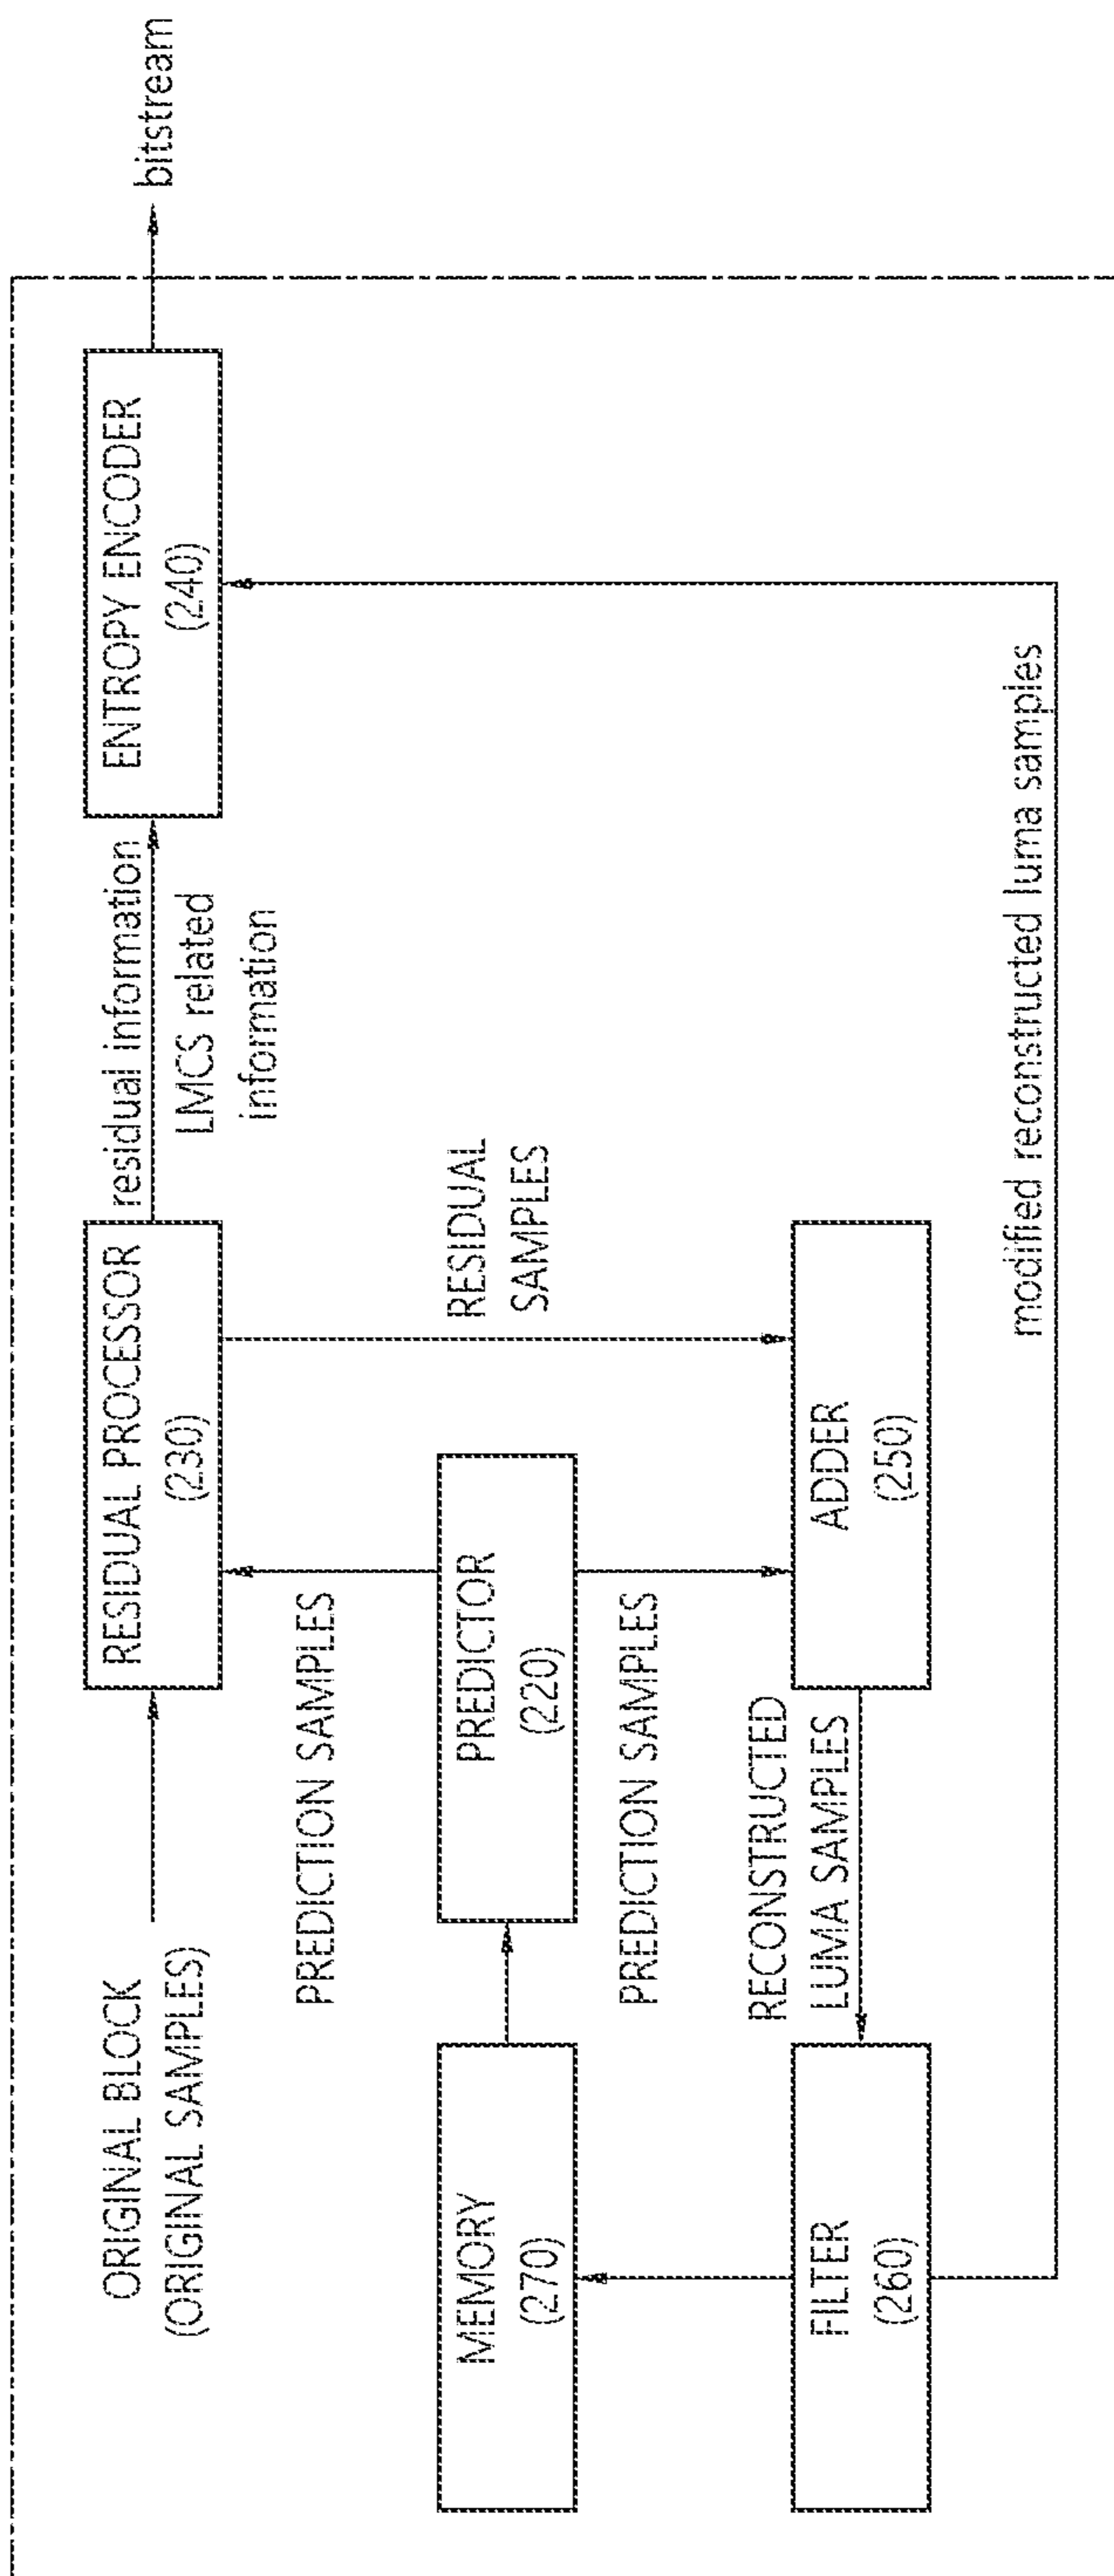 bitstream
ORIGINAL BLOCK
(ORIGINAL SAMPLES)
RESIDUAL PROCESSOR
(230)
residual information
LMCS related
information
ENTROPY ENCODER
(240)
PREDICTION SAMPLES
RESIDUAL
SAMPLES
MEMORY
(270)
PREDICTOR
(220)
PREDICTION SAMPLES
RECONSTRUCTED
LUMA SAMPLES
FILTER
(260)
ADDER
(250)
modified reconstructed luma samples